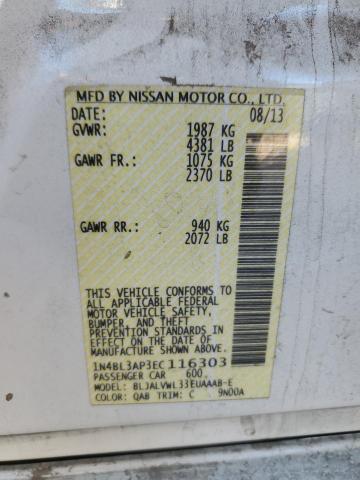 MFD BY NISSAN MOTOR CO., LTD.
DATE: 08/13
GVWR: 1987 KG
4381 LB
GAWR FR.: 1075 KG
2370 LB
GAWR RR.: 940 KG
2072 LB
THIS VEHICLE CONFORMS TO
ALL APPLICABLE FEDERAL
MOTOR VEHICLE SAFETY,
BUMPER, AND THEFT
PREVENTION STANDARDS IN
EFFECT ON THE DATE OF
MANUFACTURE SHOWN
ABOVE.
1N4BL3AP3EC116303
PASSENGER CAR 600.
MODEL: BLJALVWL33EUAAAB-E
COLOR: QAB TRIM: C 9N00A